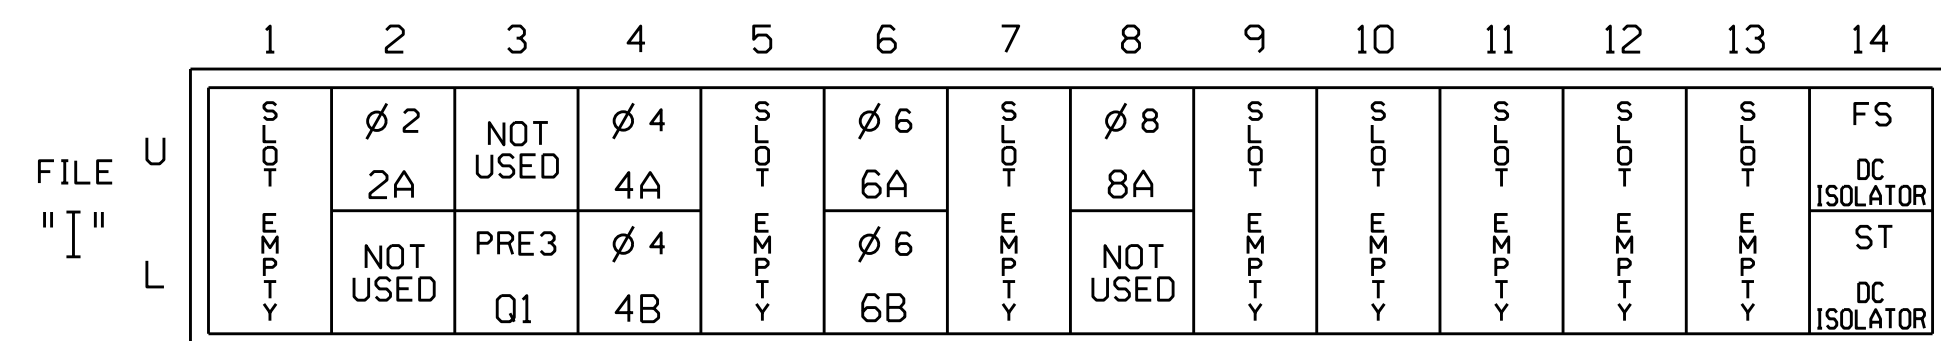 1 2 3 4 5 6 7 8 9 10 11 12 13 14
FILE
"I"
U
L
SLOT EMPTY
Ø 2
2A
NOT
USED
NOT
USED
PRE3
Q1
Ø 4
4A
Ø 4
4B
SLOT EMPTY
Ø 6
6A
Ø 6
6B
SLOT EMPTY
Ø 8
8A
NOT
USED
SLOT EMPTY
SLOT EMPTY
SLOT EMPTY
SLOT EMPTY
SLOT EMPTY
FS
DC
ISOLATOR
ST
DC
ISOLATOR